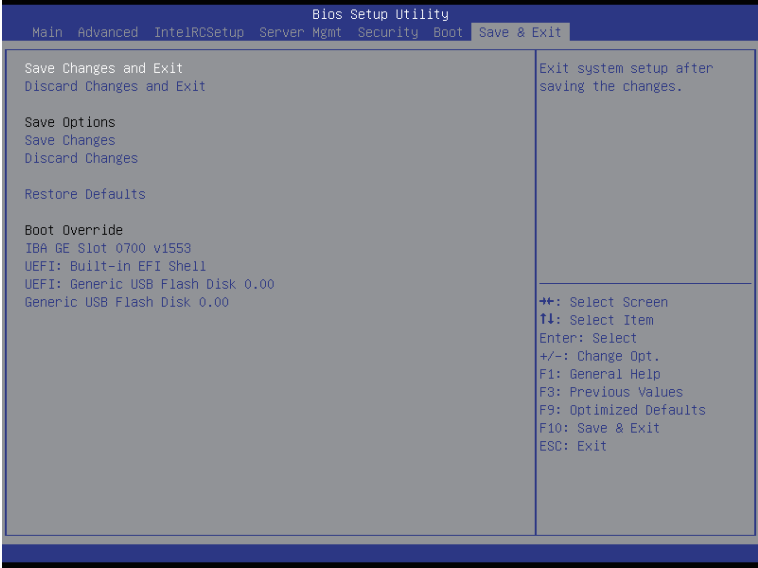 Bios Setup Utility
Main Advanced IntelRCSetup Server Mgmt Security Boot Save & Exit
Save Changes and Exit
Discard Changes and Exit
Save Options
Save Changes
Discard Changes
Restore Defaults
Boot Override
IBA GE Slot 0700 v1553
UEFI: Built-in EFI Shell
UEFI: Generic USB Flash Disk 0.00
Generic USB Flash Disk 0.00
Exit system setup after
saving the changes.
→←: Select Screen
↑↓: Select Item
Enter: Select
+/-: Change Opt.
F1: General Help
F3: Previous Values
F9: Optimized Defaults
F10: Save & Exit
ESC: Exit